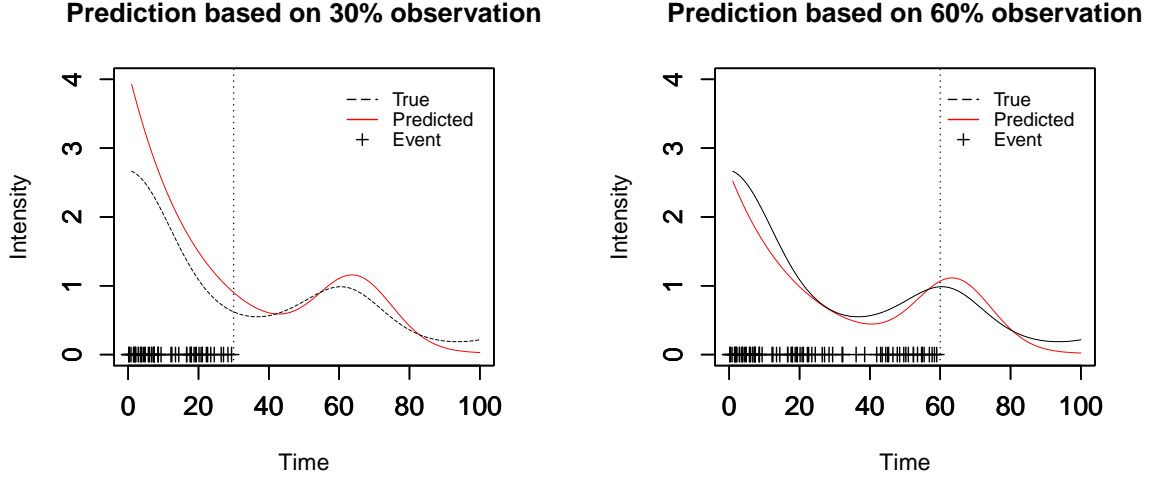 Prediction based on 30% observation
Intensity
4
3
2
1
0
True
Predicted
Event
0 20 40 60 80 100
Time
Prediction based on 60% observation
Intensity
4
3
2
1
0
True
Predicted
Event
0 20 40 60 80 100
Time